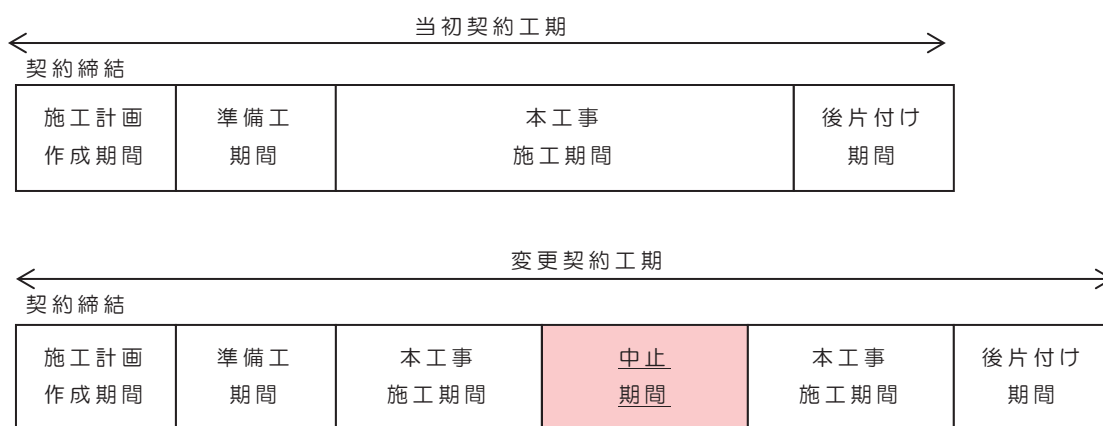 当初契約工期
契約締結
施工計画
作成期間
準備工
期間
本工事
施工期間
後片付け
期間
変更契約工期
契約締結
施工計画
作成期間
準備工
期間
本工事
施工期間
中止
期間
本工事
施工期間
後片付け
期間